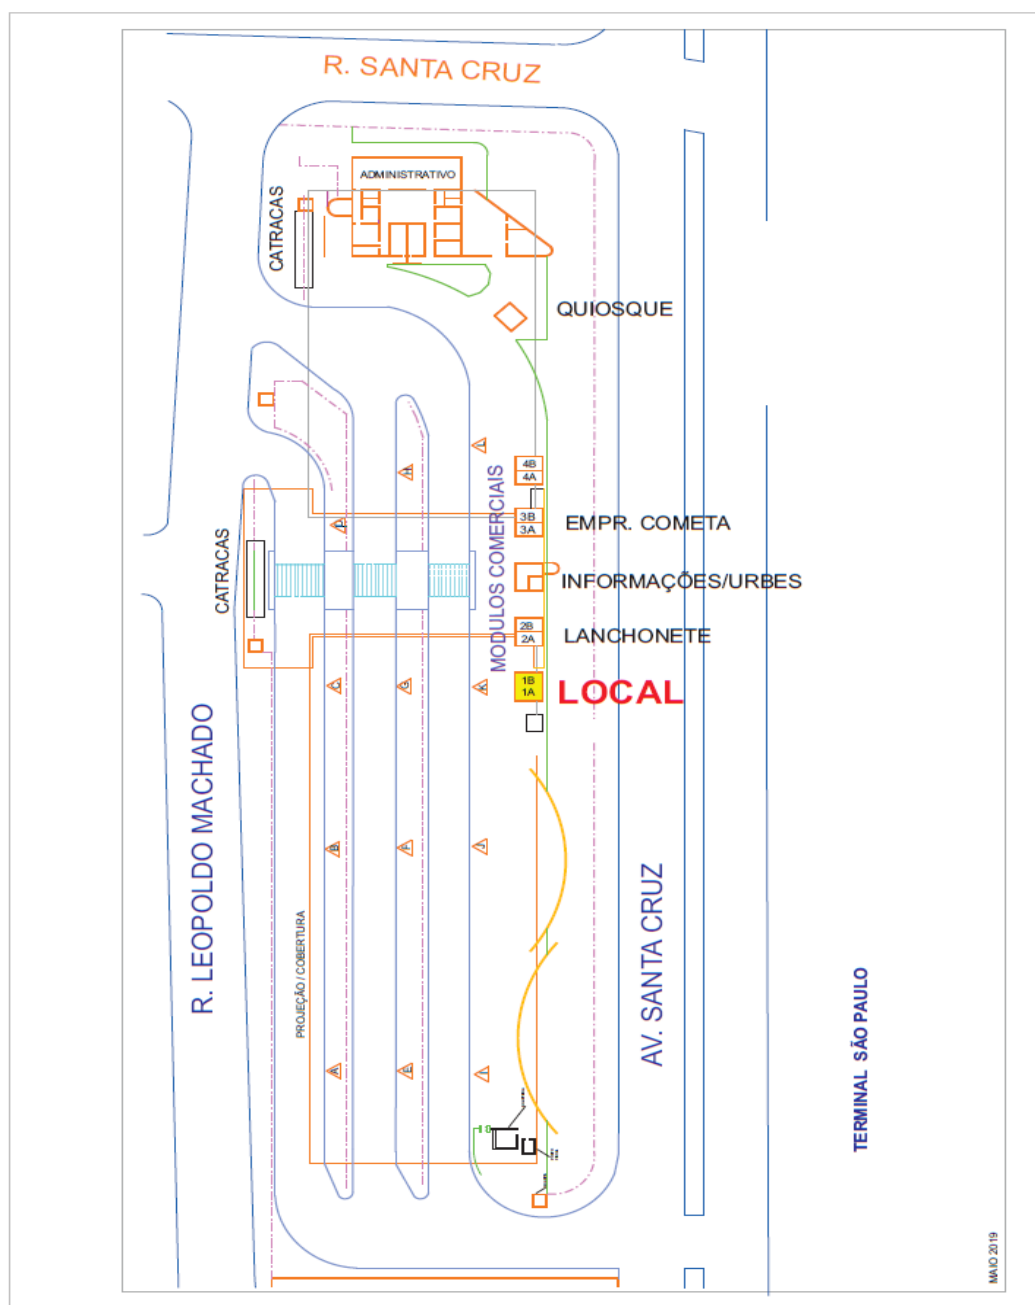 R. SANTA CRUZ
ADMINISTRATIVO
CATRACAS
QUIOSQUE
L
H
4B
4A
MODULOS COMERCIAIS
D
3B
3A
EMPR. COMETA
CATRACAS
INFORMAÇÕES/URBES
2B
2A
LANCHONETE
C
G
K
1B
1A
LOCAL
R. LEOPOLDO MACHADO
B
F
J
PROJEÇÃO / COBERTURA
AV. SANTA CRUZ
TERMINAL SÃO PAULO
A
E
I
MAIO 2019